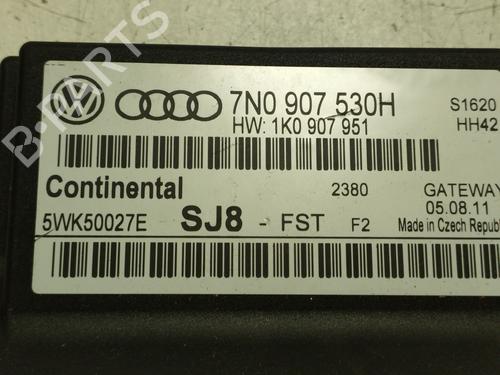 7N0 907 530H S1620
HW: 1K0 907 951 HH42
Continental 2380 GATEWAY
5WK50027E SJ8 - FST F2 05.08.11
Made in Czech Republi
B-PARTS